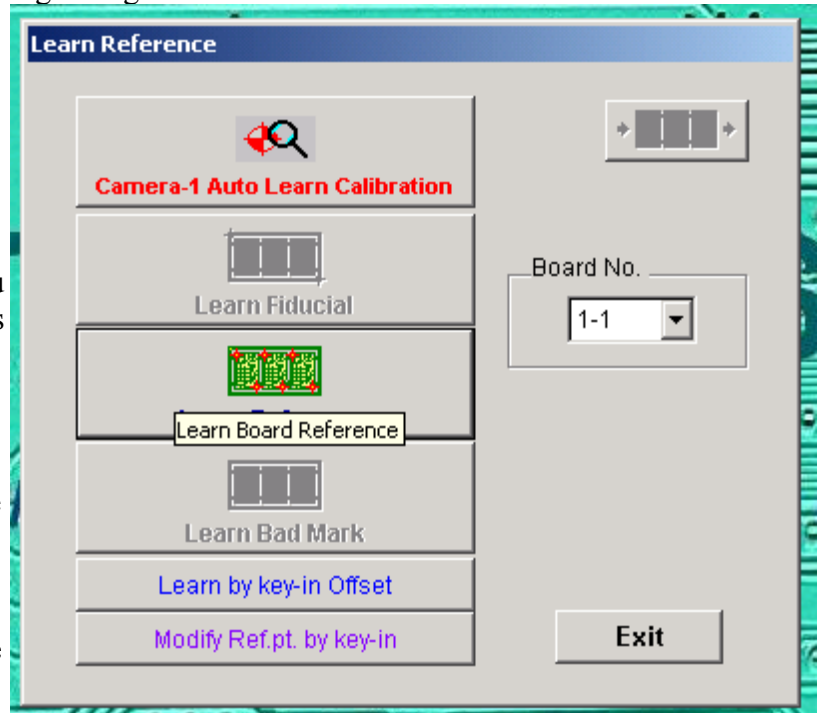 Learn Reference
Camera-1 Auto Learn Calibration
Learn Fiducial
Learn Board Reference
Learn Bad Mark
Learn by key-in Offset
Modify Ref.pt. by key-in
Board No.
1-1
Exit